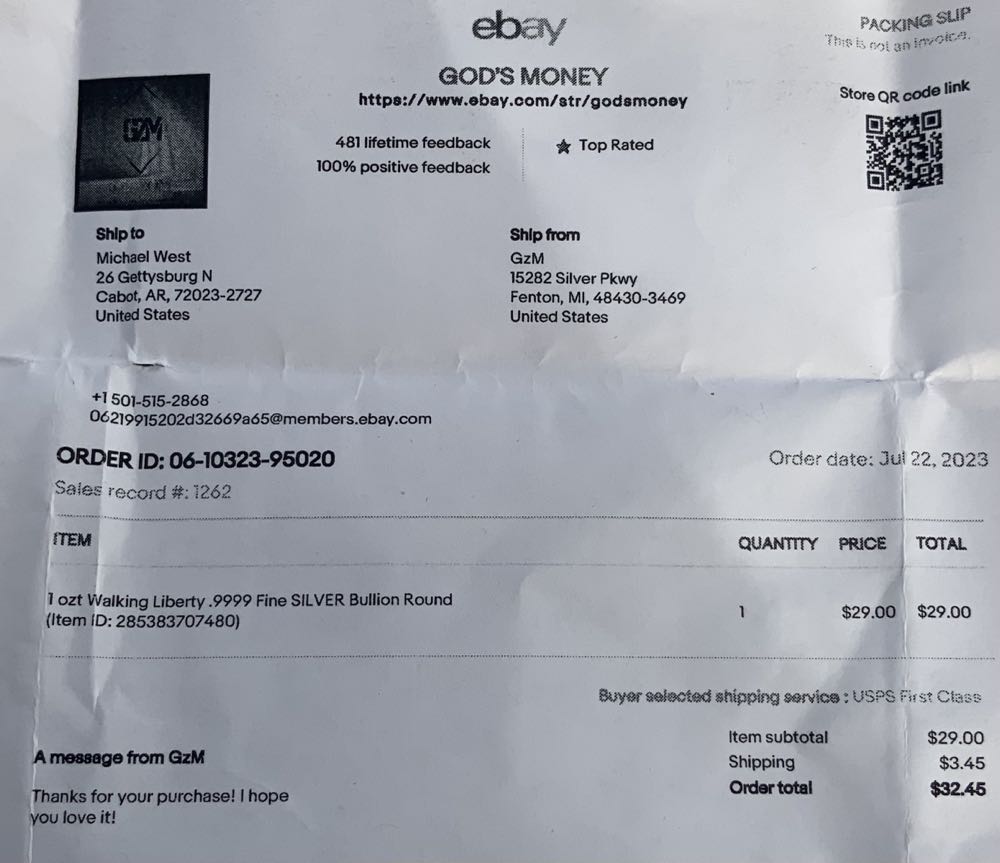 ebay
PACKING SLIP
This is not an invoice.
GOD'S MONEY
https://www.ebay.com/str/godsmoney
Store QR code link
GZM
481 lifetime feedback
100% positive feedback
Top Rated
Ship to
Michael West
26 Gettysburg N
Cabot, AR, 72023-2727
United States
Ship from
GzM
15282 Silver Pkwy
Fenton, MI, 48430-3469
United States
+1 501-515-2868
06219915202d32669a65@members.ebay.com
ORDER ID: 06-10323-95020
Order date: Jul 22, 2023
Sales record #: 1262
ITEM QUANTITY PRICE TOTAL
1 ozt Walking Liberty .9999 Fine SILVER Bullion Round
(Item ID: 285383707480)
1 $29.00 $29.00
Buyer selected shipping service : USPS First Class
Item subtotal $29.00
Shipping $3.45
Order total $32.45
A message from GzM
Thanks for your purchase! I hope
you love it!